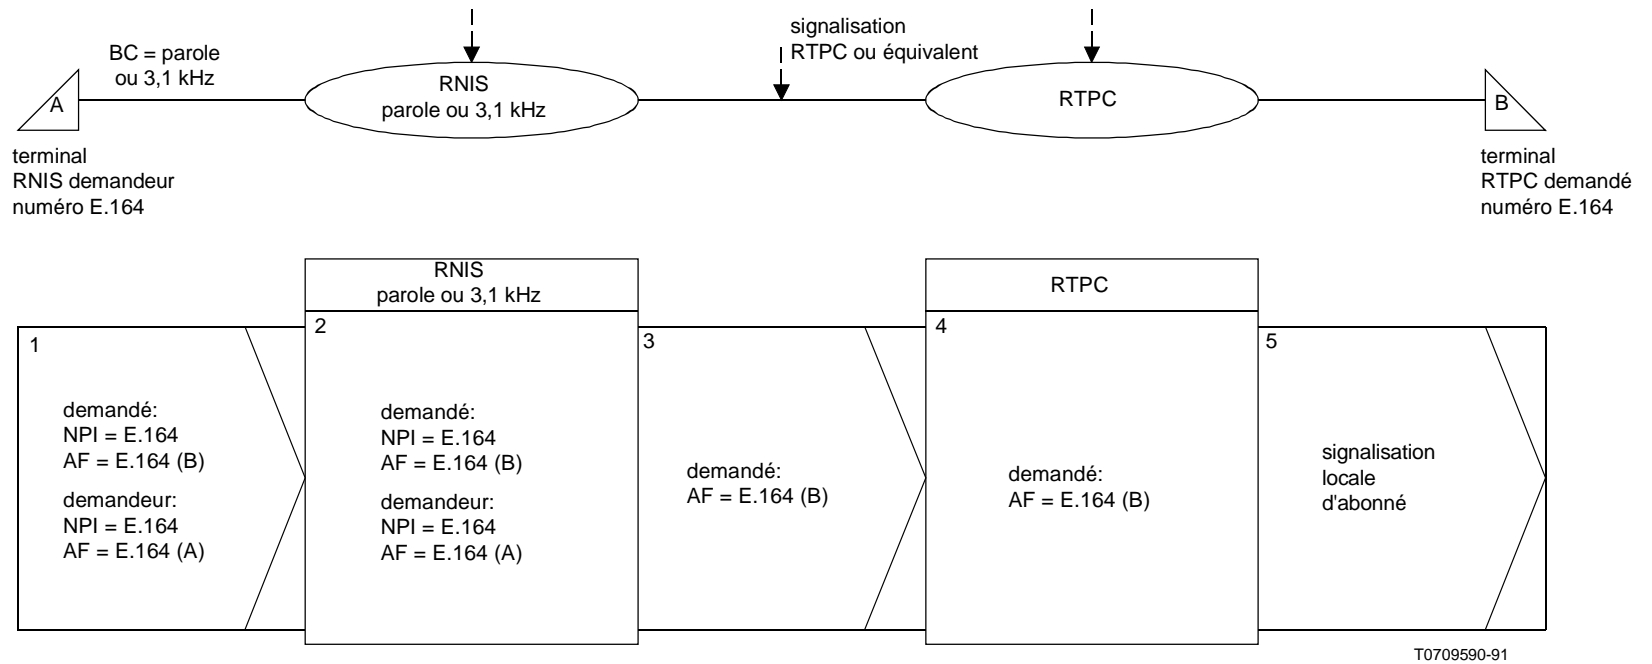 BC = parole
ou 3,1 kHz
A
RNIS
parole ou 3,1 kHz
signalisation
RTPC ou équivalent
RTPC
B
terminal
RNIS demandeur
numéro E.164
terminal
RTPC demandé
numéro E.164
RNIS
parole ou 3,1 kHz
RTPC
1
demandé:
NPI = E.164
AF = E.164 (B)
demandeur:
NPI = E.164
AF = E.164 (A)
2
demandé:
NPI = E.164
AF = E.164 (B)
demandeur:
NPI = E.164
AF = E.164 (A)
3
demandé:
AF = E.164 (B)
4
demandé:
AF = E.164 (B)
5
signalisation
locale
d'abonné
T0709590-91